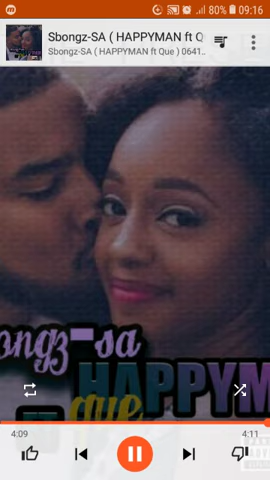 80% 09:16
Sbongz-SA ( HAPPYMAN ft Q
Sbongz-SA ( HAPPYMAN ft Que ) 0641..
ongz-sa
HAPPYM
que
4:09
4:11